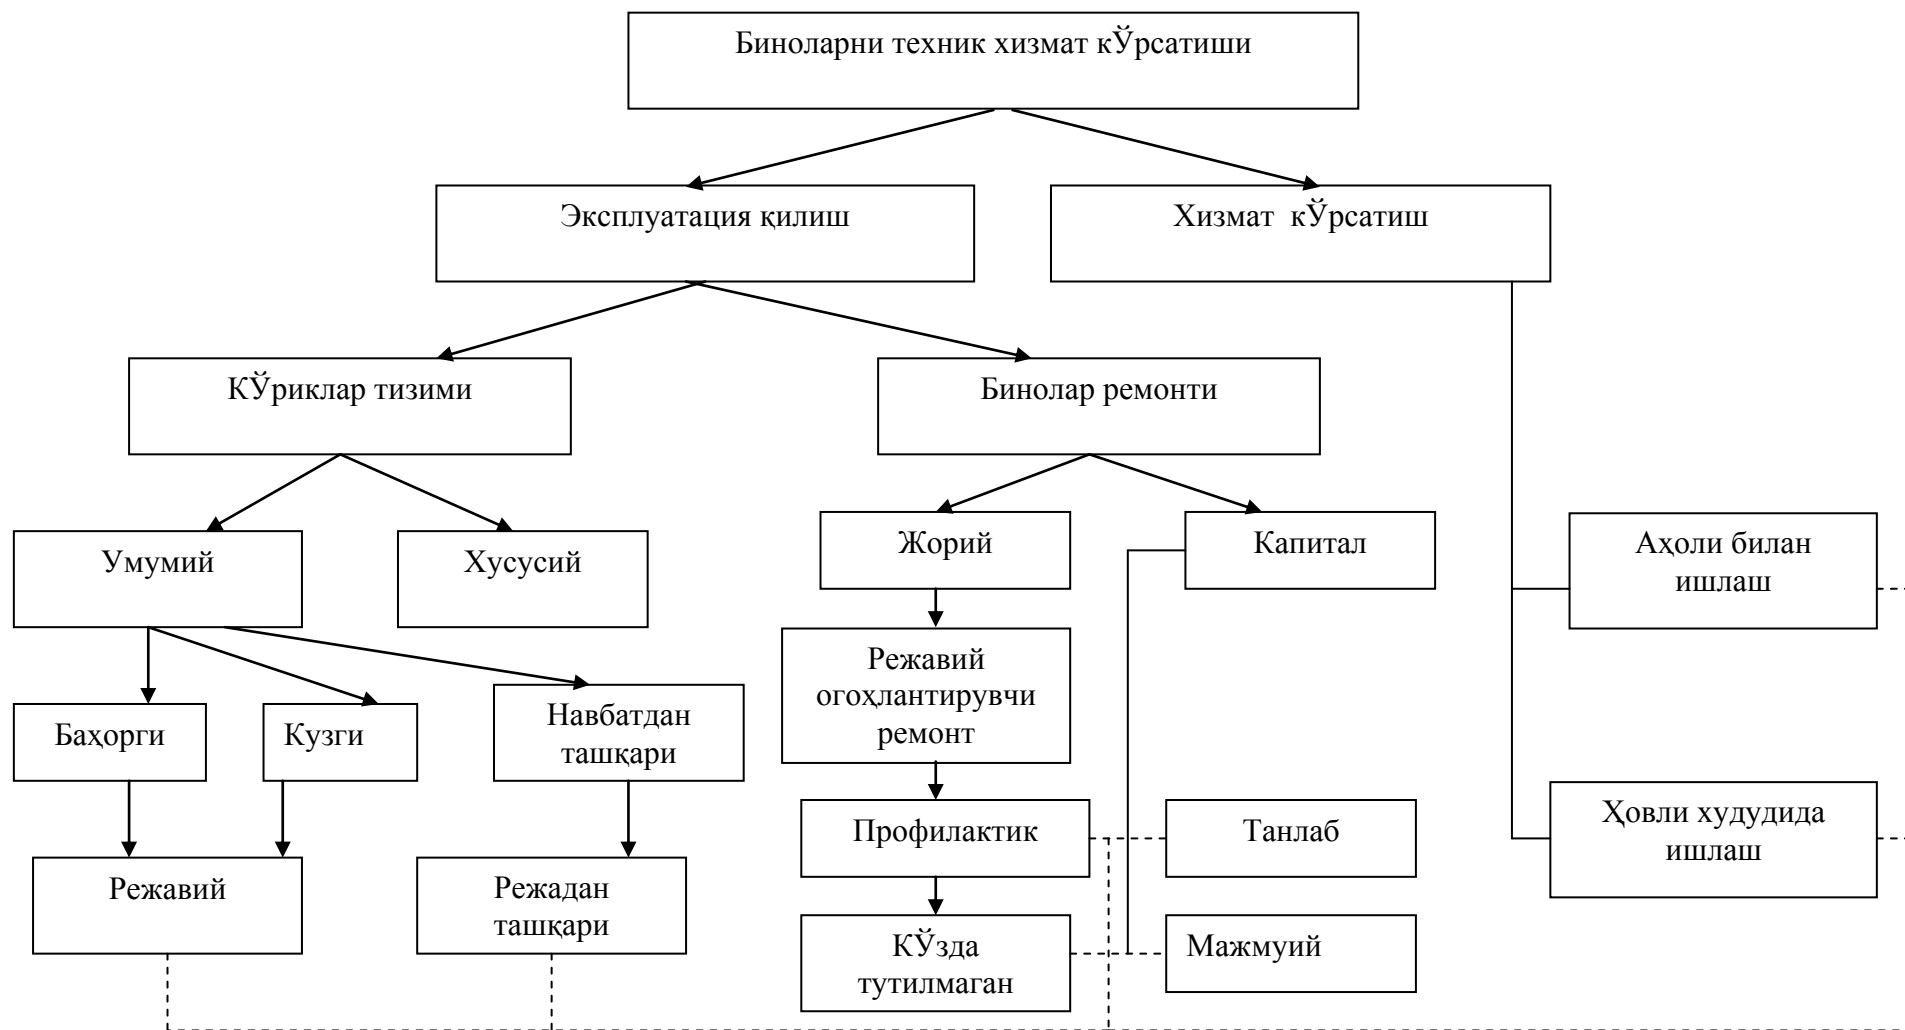 Биноларни техник хизмат кЎрсатиши
Эксплуатация қилиш
Хизмат кЎрсатиш
КЎриклар тизими
Бинолар ремонти
Умумий
Хусусий
Жорий
Капитал
Аҳоли билан
ишлаш
Режавий
огоҳлантирувчи
ремонт
Баҳорги
Кузги
Навбатдан
ташқари
Профилактик
Танлаб
Ҳовли худудида
ишлаш
Режавий
Режадан
ташқари
КЎзда
тутилмаган
Мажмуий